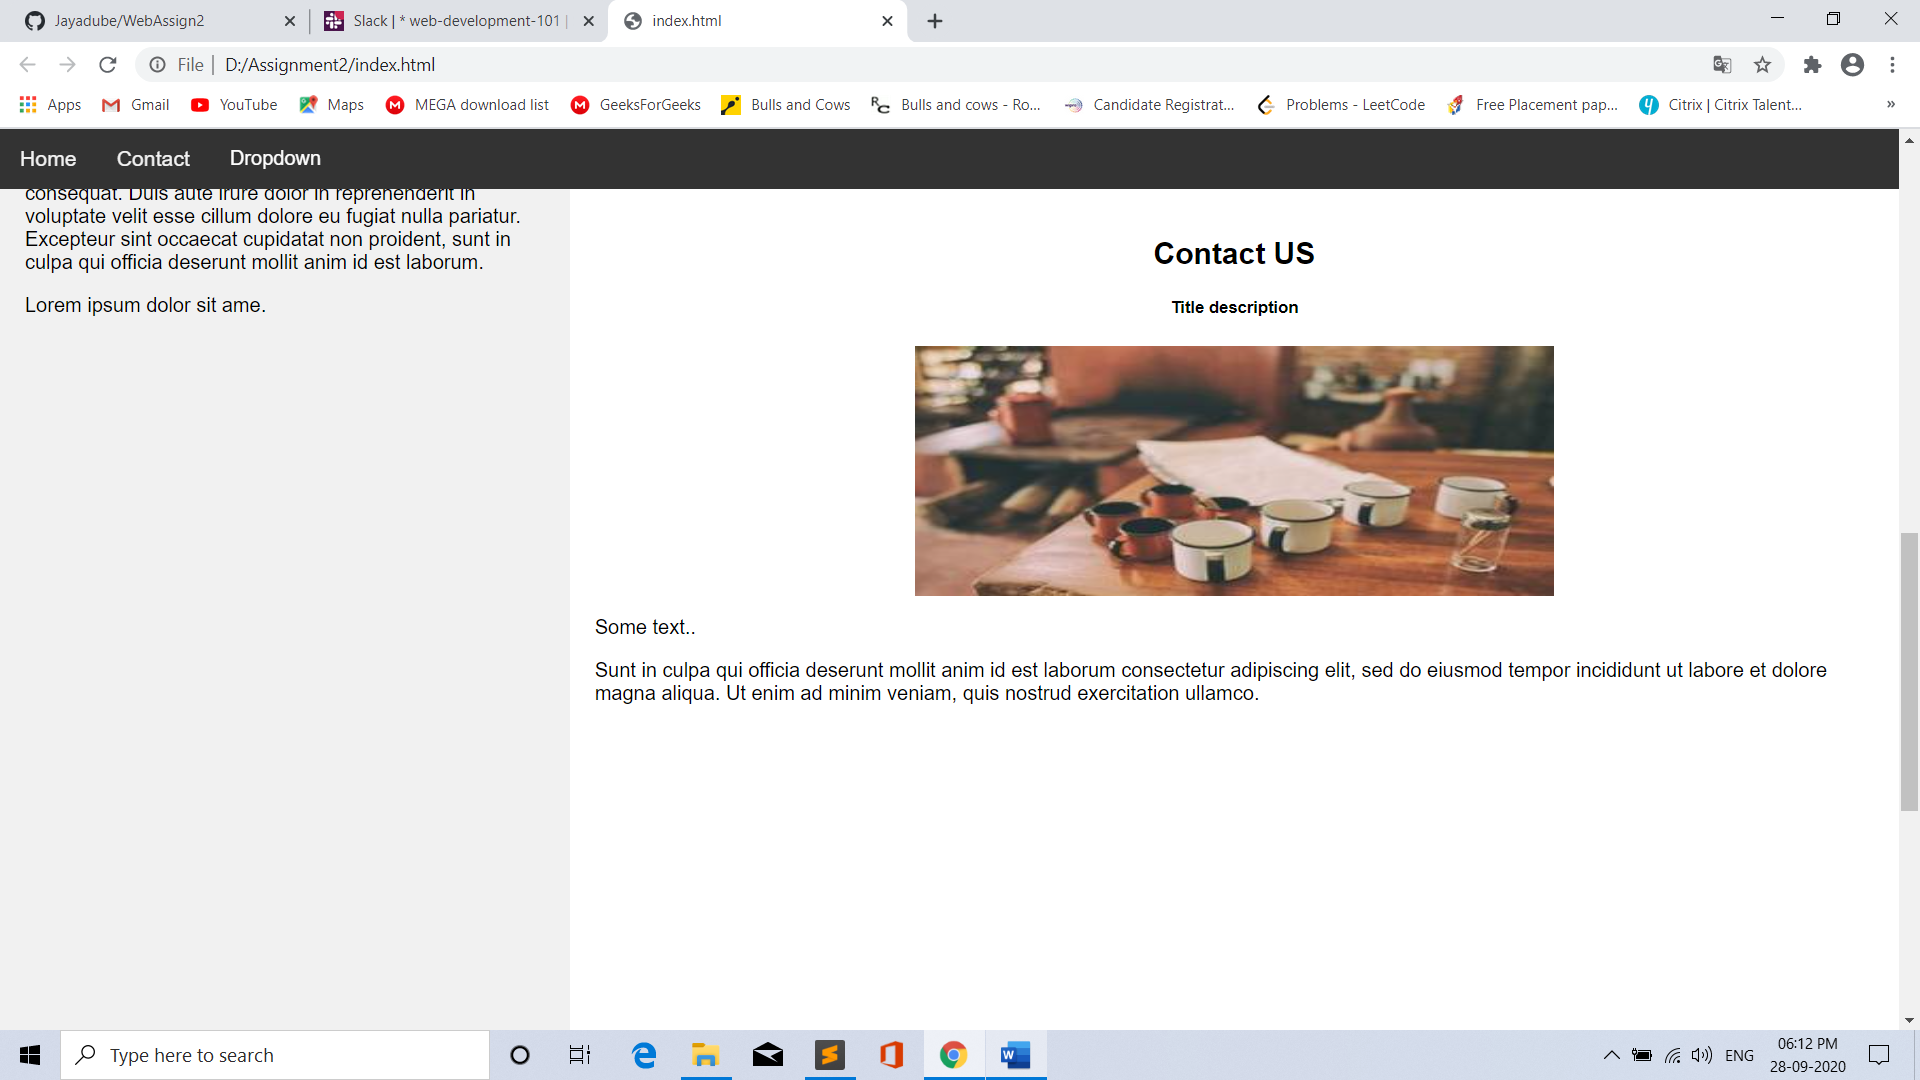 Jayadube/WebAssign2
Slack | * web-development-101 |
index.html
File | D:/Assignment2/index.html
Apps
Gmail
YouTube
Maps
MEGA download list
GeeksForGeeks
Bulls and Cows
Bulls and cows - Ro...
Candidate Registrat...
Problems - LeetCode
Free Placement pap...
Citrix | Citrix Talent...
»
Home
Contact
Dropdown
consequat. Duis aute irure dolor in reprehenderit in
voluptate velit esse cillum dolore eu fugiat nulla pariatur.
Excepteur sint occaecat cupidatat non proident, sunt in
culpa qui officia deserunt mollit anim id est laborum.
Lorem ipsum dolor sit ame.
Contact US
Title description
Some text..
Sunt in culpa qui officia deserunt mollit anim id est laborum consectetur adipiscing elit, sed do eiusmod tempor incididunt ut labore et dolore
magna aliqua. Ut enim ad minim veniam, quis nostrud exercitation ullamco.
Type here to search
ENG
06:12 PM
28-09-2020